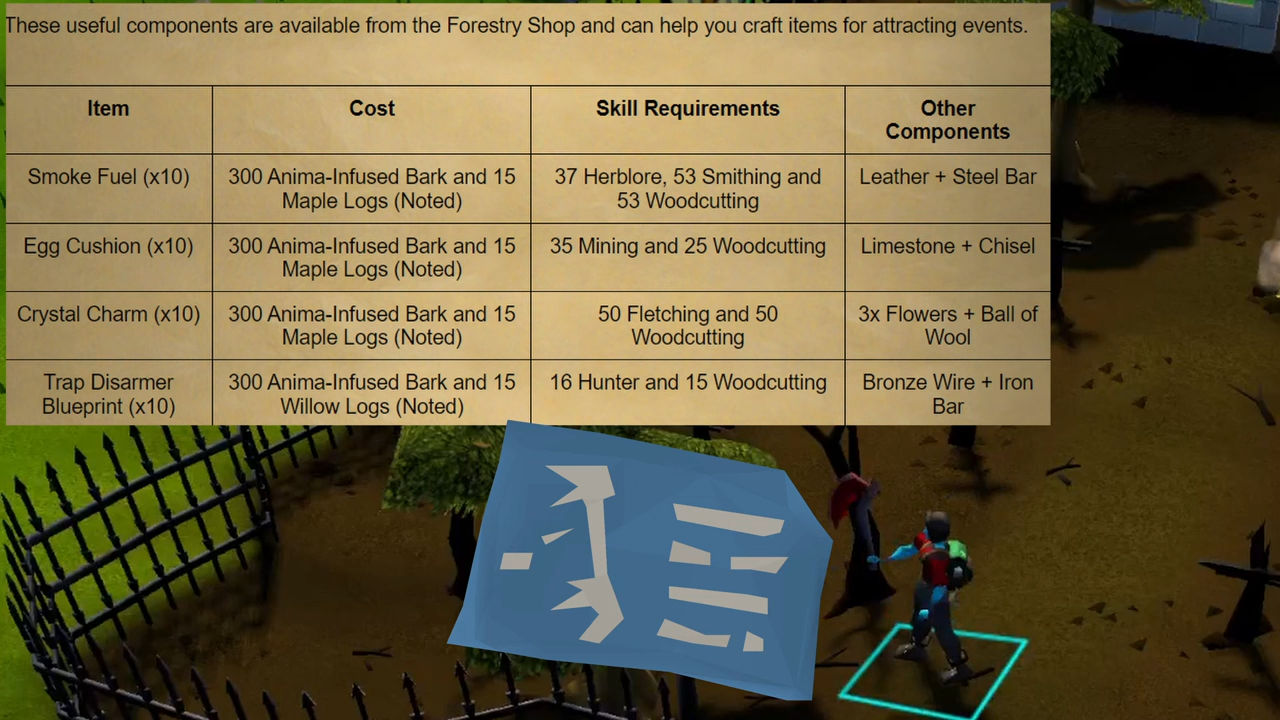 These useful components are available from the Forestry Shop and can help you craft items for attracting events.
Item
Cost
Skill Requirements
Other
Components
Smoke Fuel (x10)
300 Anima-Infused Bark and 15
Maple Logs (Noted)
37 Herblore, 53 Smithing and
53 Woodcutting
Leather + Steel Bar
Egg Cushion (x10)
300 Anima-Infused Bark and 15
Maple Logs (Noted)
35 Mining and 25 Woodcutting
Limestone + Chisel
Crystal Charm (x10)
300 Anima-Infused Bark and 15
Maple Logs (Noted)
50 Fletching and 50
Woodcutting
3x Flowers + Ball of
Wool
Trap Disarmer
Blueprint (x10)
300 Anima-Infused Bark and 15
Willow Logs (Noted)
16 Hunter and 15 Woodcutting
Bronze Wire + Iron
Bar